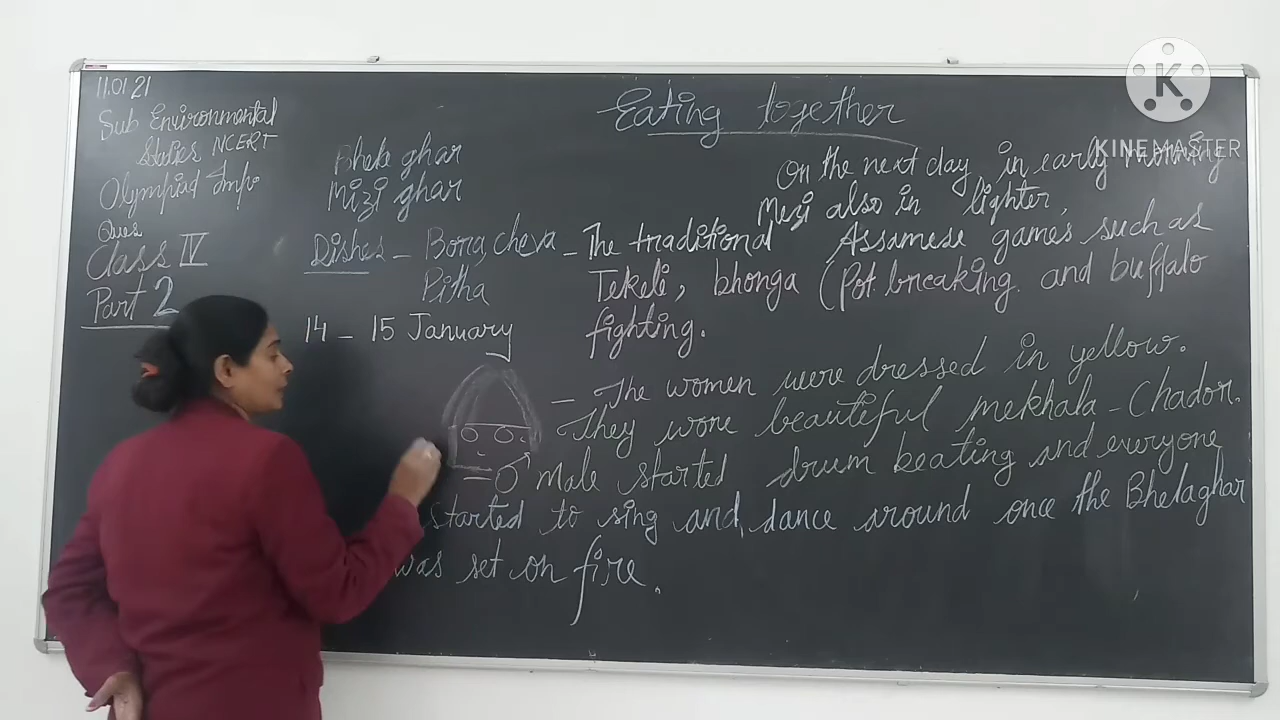 11.01.21
Sub Environmental
Studies NCERT
Olympiad Imp.
Ques
Class IV
Part 2
Eating together
Bhela ghar
Mizi ghar
On the next day in early morning
Mezi also in lighter,
Dishes - Bora, cheva
Pitha
14 - 15 January
- The traditional Assamese games such as
Tekeli, bhonga (Pot breaking and buffalo
fighting.
- The women were dressed in yellow.
They wore beautiful mekhala - Chador.
- ♂ Male started drum beating and everyone
started to sing and dance around once the Bhelaghar
was set on fire.
K
KINEMASTER